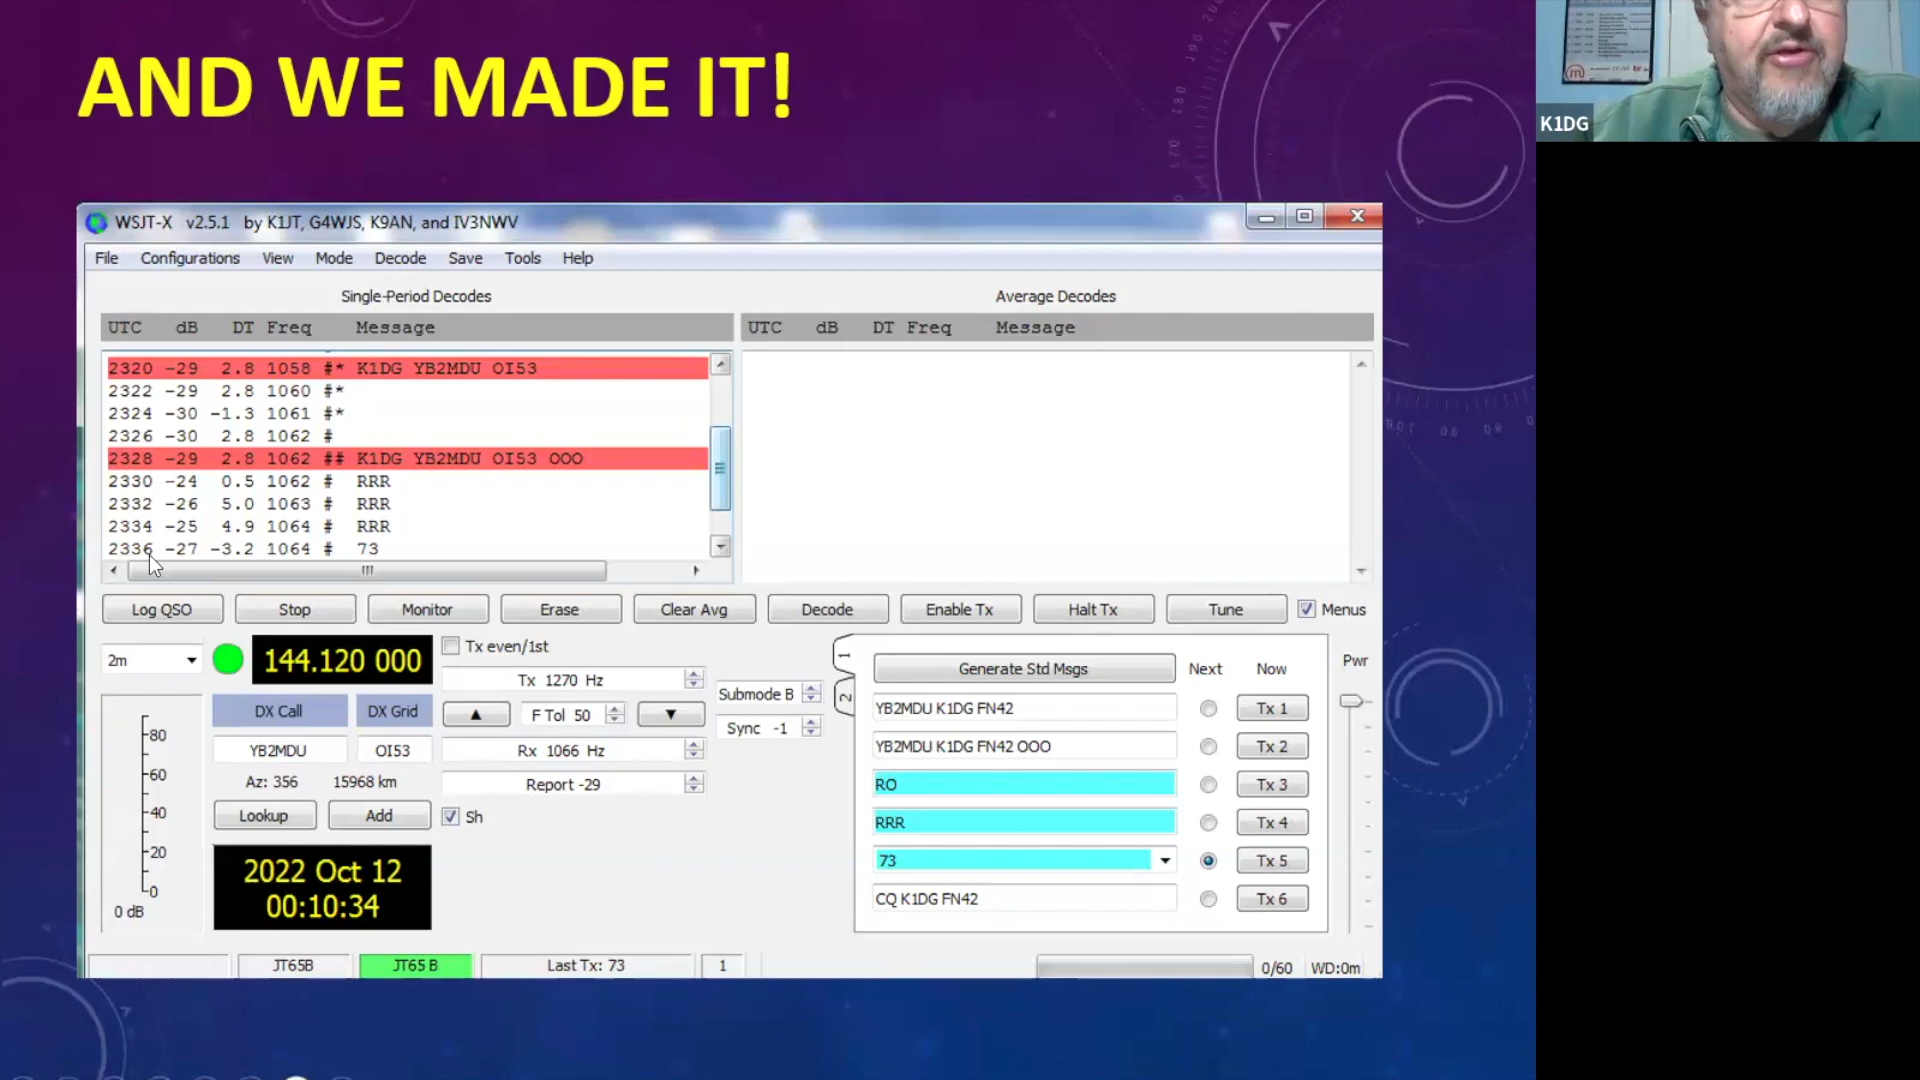 AND WE MADE IT!
K1DG
WSJT-X v2.5.1 by K1JT, G4WJS, K9AN, and IV3NWV
File Configurations View Mode Decode Save Tools Help
Single-Period Decodes
Average Decodes
UTC dB DT Freq Message
UTC dB DT Freq Message
2320 -29 2.8 1058 #* K1DG YB2MDU OI53
2322 -29 2.8 1060 #*
2324 -30 -1.3 1061 #*
2326 -30 2.8 1062 #
2328 -29 2.8 1062 ## K1DG YB2MDU OI53 OOO
2330 -24 0.5 1062 # RRR
2332 -26 5.0 1063 # RRR
2334 -25 4.9 1064 # RRR
2336 -27 -3.2 1064 # 73
Log QSO Stop Monitor Erase Clear Avg Decode Enable Tx Halt Tx Tune Menus
2m
144.120 000
Tx even/1st
Tx 1270 Hz
DX Call DX Grid
F Tol 50
Submode B
YB2MDU OI53
Rx 1066 Hz
Sync -1
Az: 356 15968 km
Report -29
Lookup Add
Sh
2022 Oct 12
00:10:34
80
60
40
20
0
0 dB
1
2
Generate Std Msgs Next Now
Pwr
YB2MDU K1DG FN42 Tx 1
YB2MDU K1DG FN42 OOO Tx 2
RO Tx 3
RRR Tx 4
73 Tx 5
CQ K1DG FN42 Tx 6
JT65B JT65 B Last Tx: 73 1 0/60 WD:0m